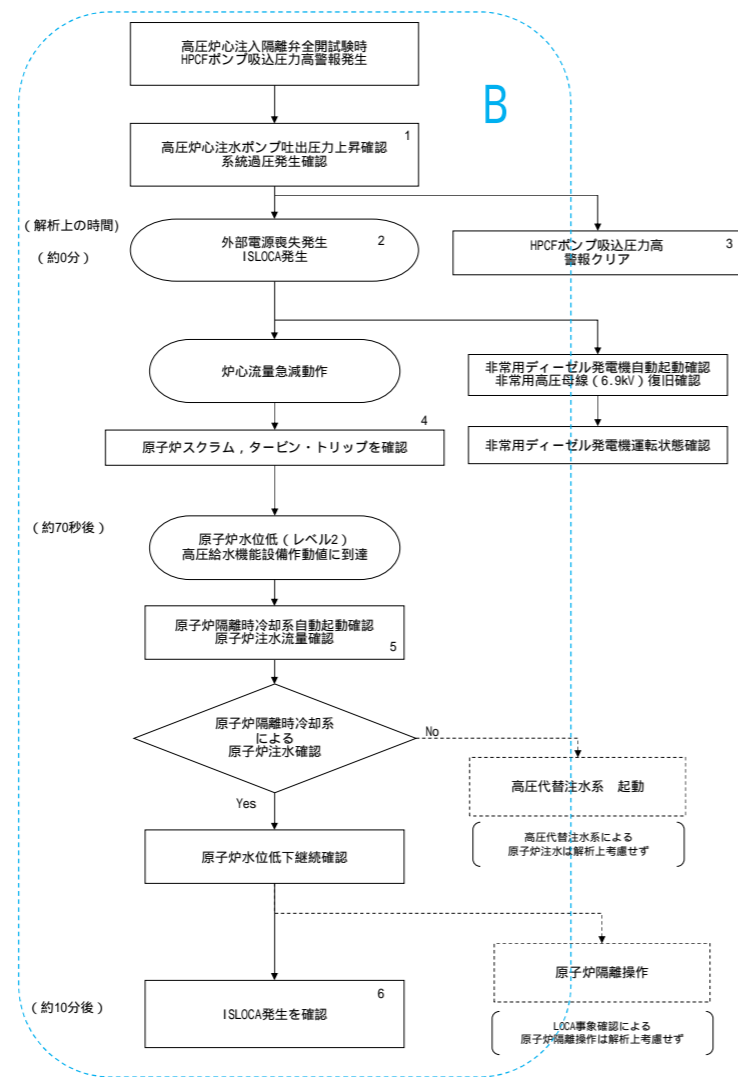 高圧炉心注入隔離弁全開試験時
HPCFポンプ吸込圧力高警報発生
B
1
高圧炉心注水ポンプ吐出圧力上昇確認
系統過圧発生確認
(解析上の時間)
(約0分)
外部電源喪失発生
ISLOCA発生
2
HPCFポンプ吸込圧力高
警報クリア
3
炉心流量急減動作
非常用ディーゼル発電機自動起動確認
非常用高圧母線(6.9kV)復旧確認
4
原子炉スクラム,タービン・トリップを確認
非常用ディーゼル発電機運転状態確認
(約70秒後)
原子炉水位低(レベル2)
高圧給水機能設備作動値に到達
原子炉隔離時冷却系自動起動確認
原子炉注水流量確認
5
原子炉隔離時冷却系
による
原子炉注水確認
No
高圧代替注水系 起動
Yes
高圧代替注水系による
原子炉注水は解析上考慮せず
原子炉水位低下継続確認
原子炉隔離操作
(約10分後)
ISLOCA発生を確認
6
LOCA事象確認による
原子炉隔離操作は解析上考慮せず